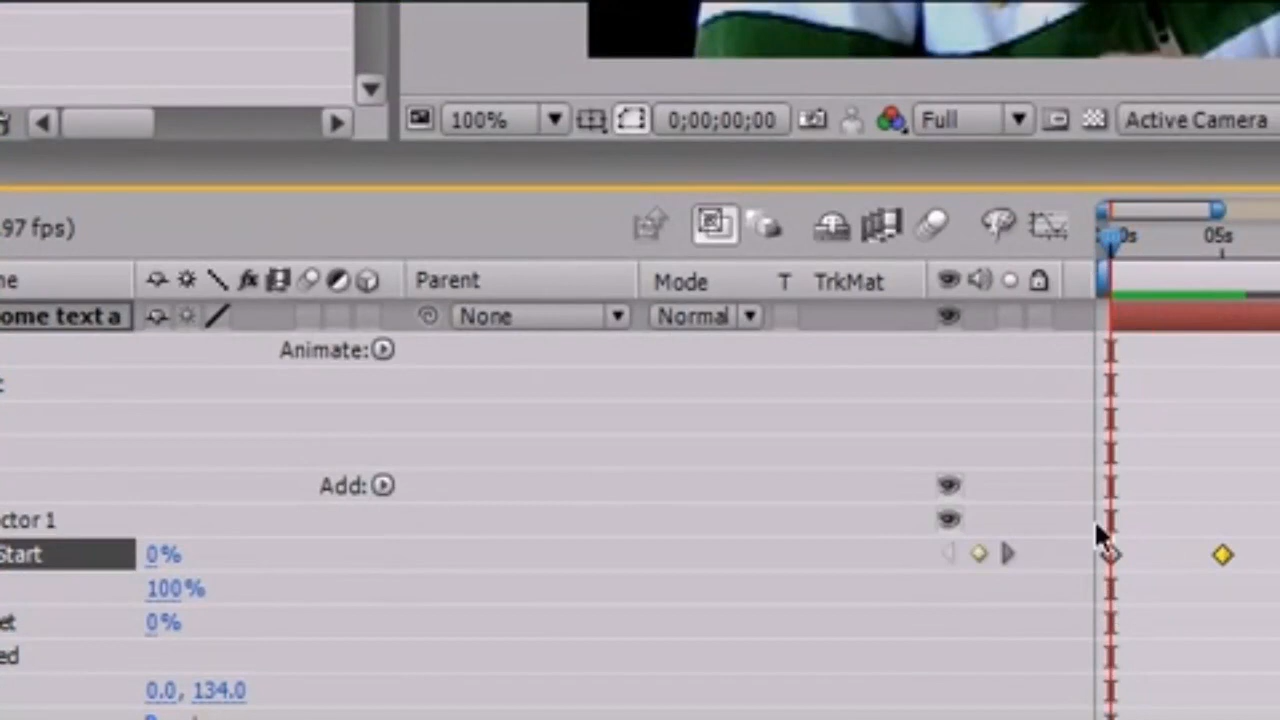 100% 0;00;00;00 Full Active Camera
.97 fps)
0s 05s
me Parent Mode T TrkMat
ome text a None Normal
Animate:
Add:
ctor 1
Start 0%
100%
et 0%
ed
0.0, 134.0